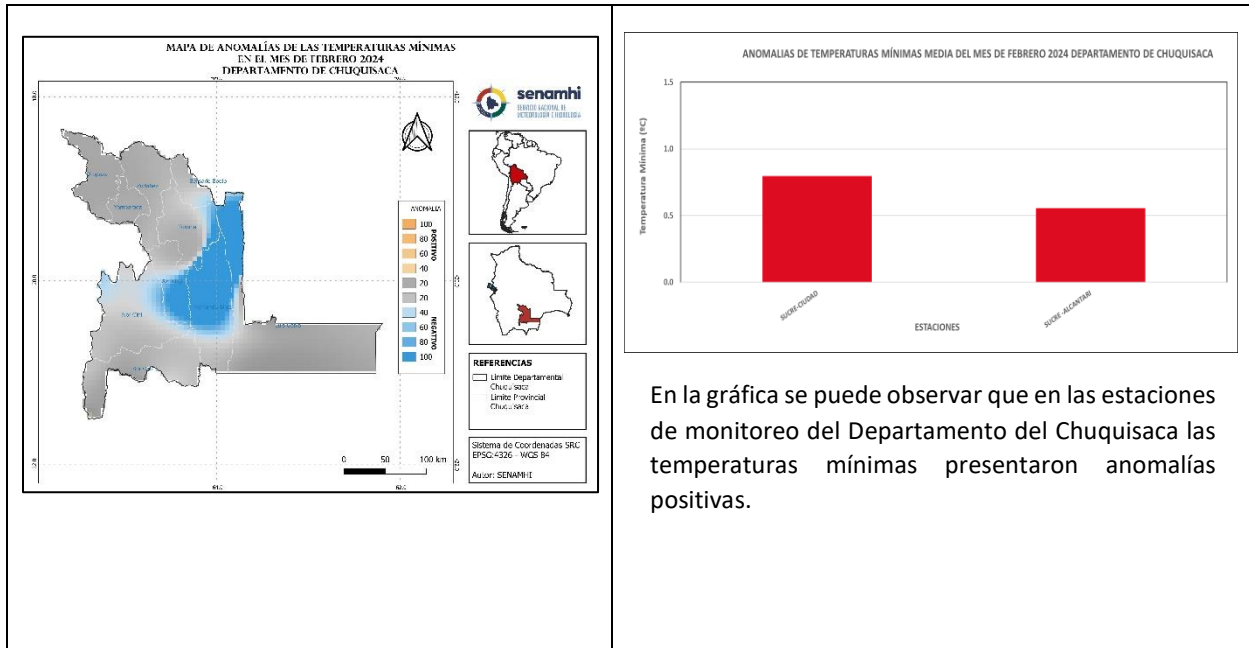 MAPA DE ANOMALÍAS DE LAS TEMPERATURAS MÍNIMAS
EN EL MES DE FEBRERO 2024
DEPARTAMENTO DE CHUQUISACA
senamhi
SERVICIO NACIONAL DE
METEOROLOGÍA E HIDROLOGÍA
ANOMALIA
100
80
60
40
20
20
40
60
80
100
POSITIVO
NEGATIVO
REFERENCIAS
Limite Departamental
Chuquisaca
Limite Provincial
Chuquisaca
Sistema de Coordenadas SRC
EPSG:4326 - WGS 84
Autor: SENAMHI
0 50 100 km
ANOMALIAS DE TEMPERATURAS MÍNIMAS MEDIA DEL MES DE FEBRERO 2024 DEPARTAMENTO DE CHUQUISACA
Temperatura Mínima (ºC)
1.5
1.0
0.5
0.0
SUCRE-CIUDAD
SUCRE-ALCANTARI
ESTACIONES
En la gráfica se puede observar que en las estaciones
de monitoreo del Departamento del Chuquisaca las
temperaturas mínimas presentaron anomalías
positivas.